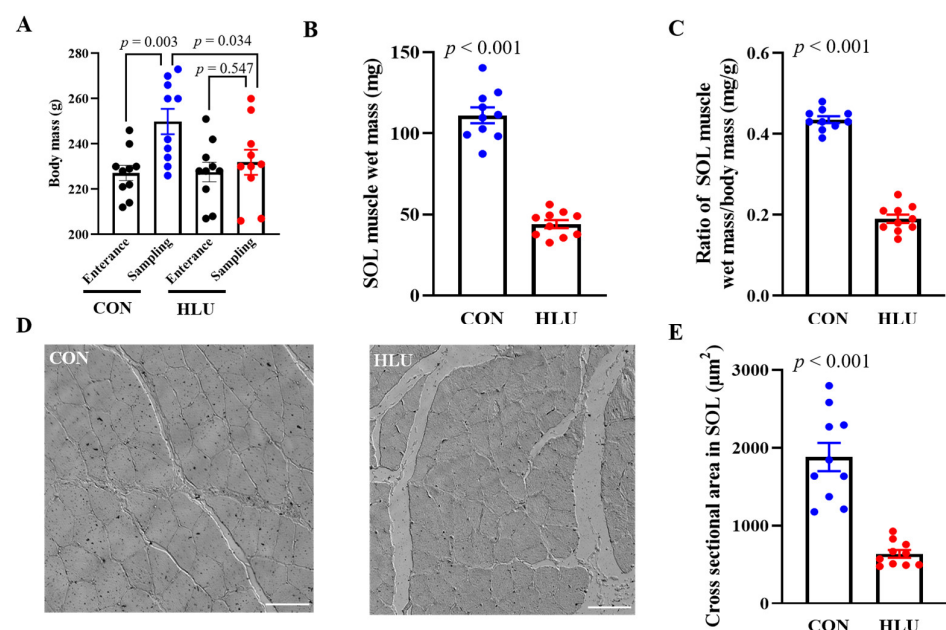 A
Body mass (g)
280
260
240
220
200
p = 0.003
p = 0.034
p = 0.547
Enterance
Sampling
Enterance
Sampling
CON
HLU
B
SOL muscle wet mass (mg)
150
100
50
0
p < 0.001
CON
HLU
C
Ratio of SOL muscle
wet mass/body mass (mg/g)
0.6
0.4
0.2
0.0
p < 0.001
CON
HLU
D
CON
HLU
E
Cross sectional area in SOL (μm²)
3000
2000
1000
0
p < 0.001
CON
HLU